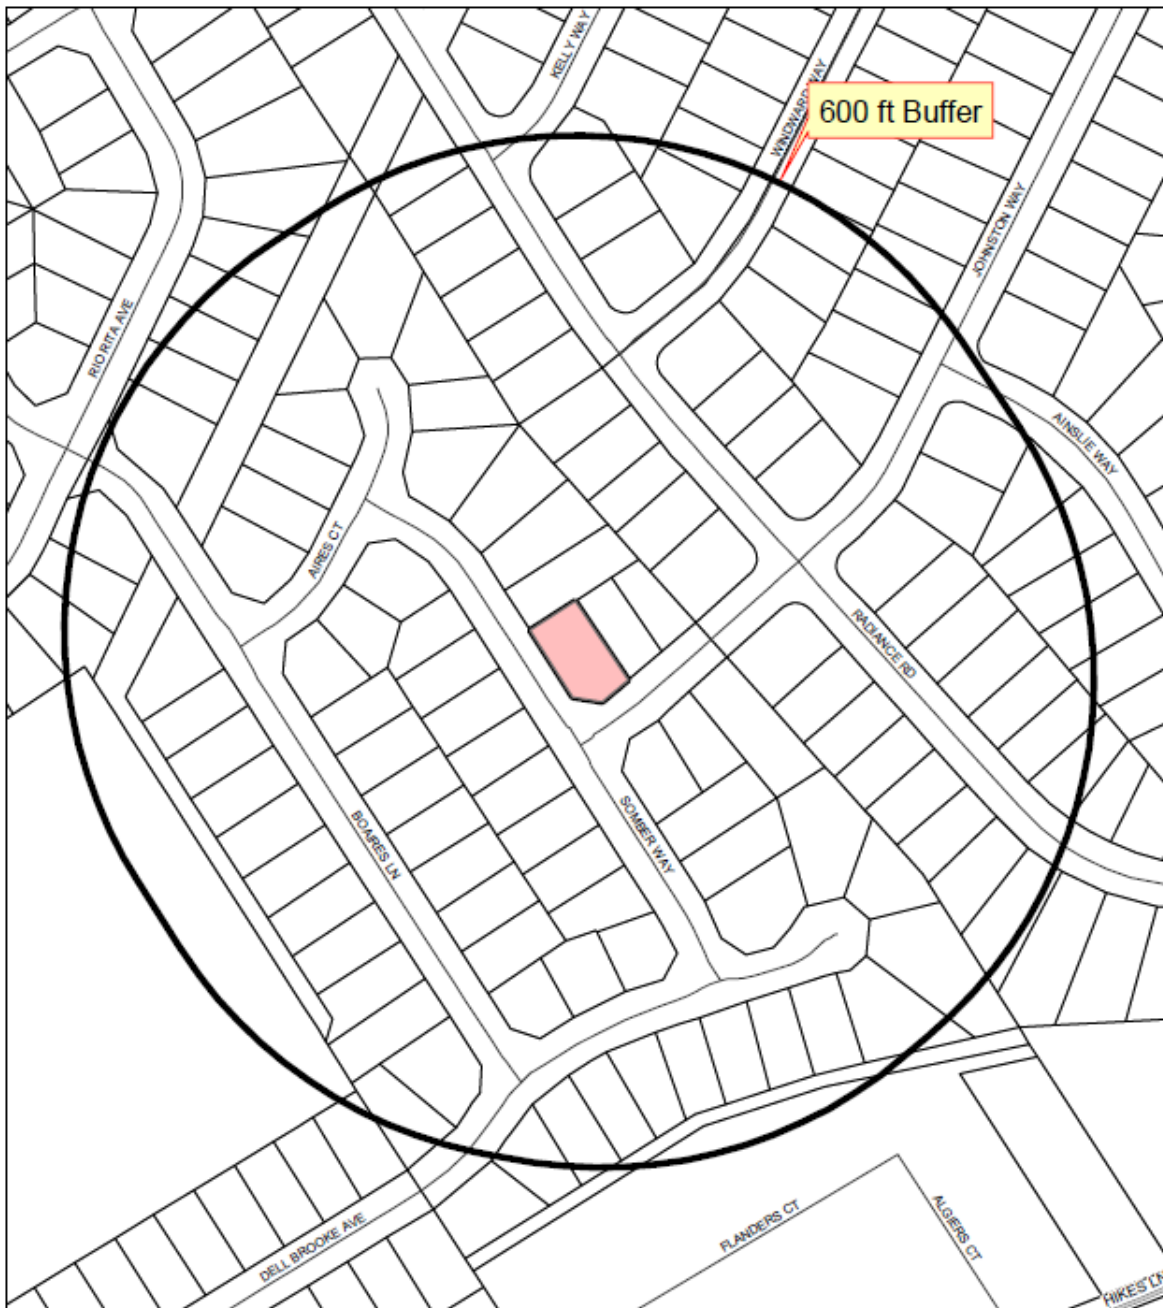 KELLY WAY
WINDWARD WAY
600 ft Buffer
JOHNSTON WAY
RIO RITA AVE
AINSLIE WAY
AIRES CT
RADIANCE RD
BOAIRES LN
SOMBER WAY
DELL BROOKE AVE
FLANDERS CT
ALGIERS CT
HIKES LN